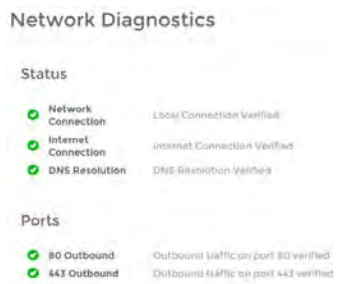 Network Diagnostics
Status
Network
Connection
Local Connection Verified
Internet
Connection
Internet Connection Verified
DNS Resolution
DNS Resolution Verified
Ports
80 Outbound
Outbound traffic on port 80 verified
443 Outbound
Outbound traffic on port 443 verified